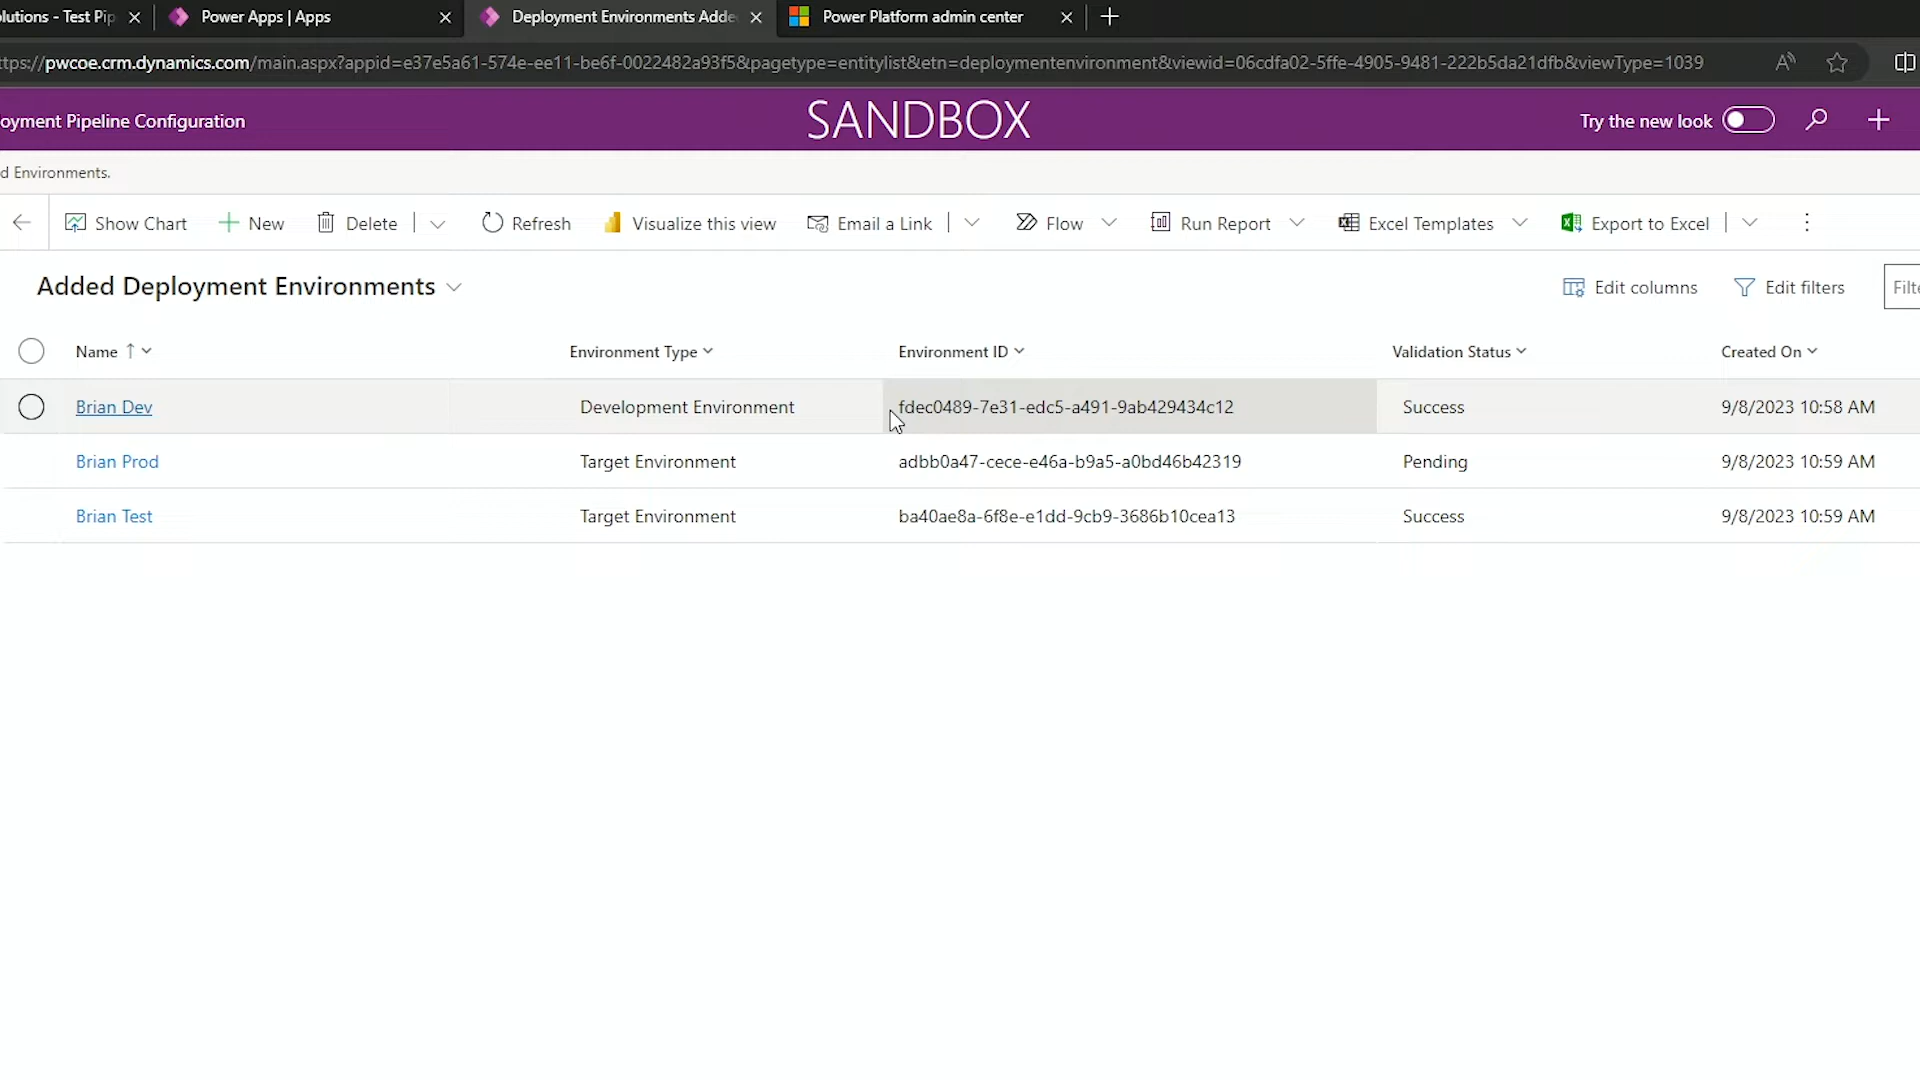 olutions - Test Pip
Power Apps | Apps
Deployment Environments Adde
Power Platform admin center
ttps://pwcoe.crm.dynamics.com/main.aspx?appid=e37e5a61-574e-ee11-be6f-0022482a93f5&pagetype=entitylist&etn=deploymentenvironment&viewid=06cdfa02-5ffe-4905-9481-222b5da21dfb&viewType=1039
oyment Pipeline Configuration
SANDBOX
Try the new look
d Environments.
Show Chart New Delete Refresh Visualize this view Email a Link Flow Run Report Excel Templates Export to Excel
Added Deployment Environments
Edit columns Edit filters Filte
Name Environment Type Environment ID Validation Status Created On
Brian Dev Development Environment fdec0489-7e31-edc5-a491-9ab429434c12 Success 9/8/2023 10:58 AM
Brian Prod Target Environment adbb0a47-cece-e46a-b9a5-a0bd46b42319 Pending 9/8/2023 10:59 AM
Brian Test Target Environment ba40ae8a-6f8e-e1dd-9cb9-3686b10cea13 Success 9/8/2023 10:59 AM